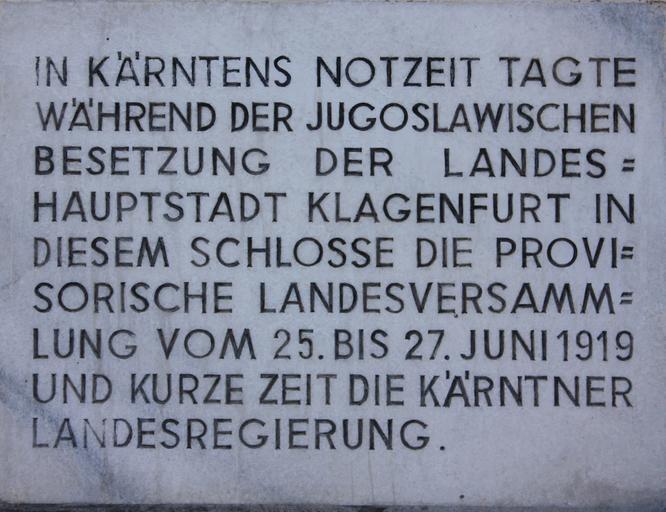 IN KÄRNTENS NOTZEIT TAGTE
WÄHREND DER JUGOSLAWISCHEN
BESETZUNG DER LANDES=
HAUPTSTADT KLAGENFURT IN
DIESEM SCHLOSSE DIE PROVI=
SORISCHE LANDESVERSAMM=
LUNG VOM 25. BIS 27. JUNI 1919
UND KURZE ZEIT DIE KÄRNTNER
LANDESREGIERUNG.